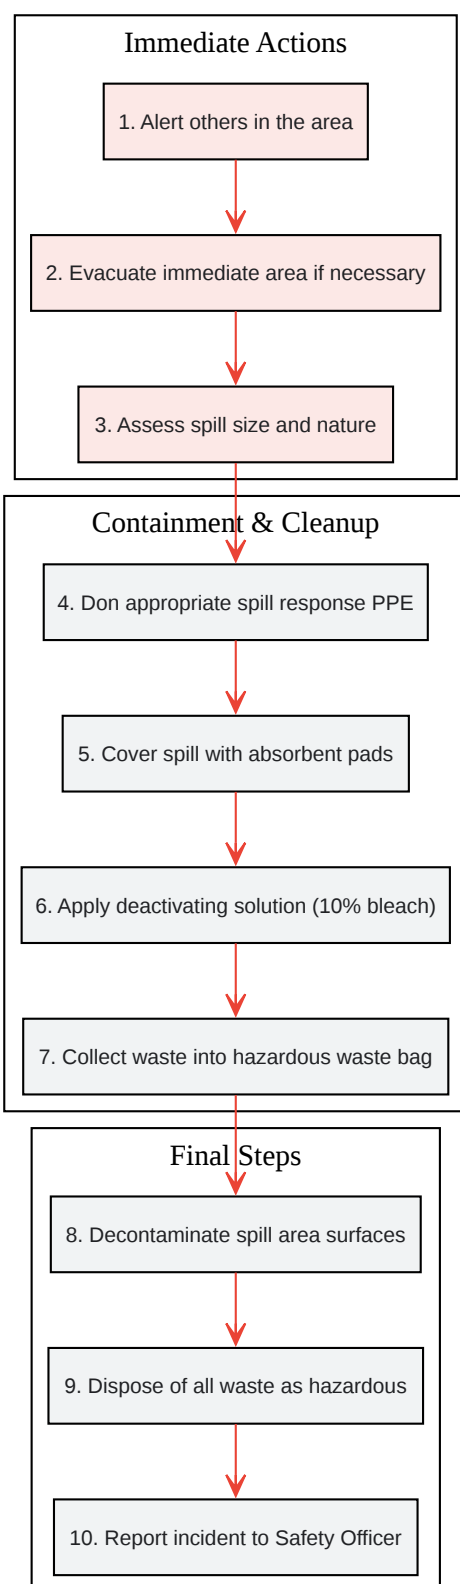 Immediate Actions
1. Alert others in the area
2. Evacuate immediate area if necessary
3. Assess spill size and nature
Containment & Cleanup
4. Don appropriate spill response PPE
5. Cover spill with absorbent pads
6. Apply deactivating solution (10% bleach)
7. Collect waste into hazardous waste bag
Final Steps
8. Decontaminate spill area surfaces
9. Dispose of all waste as hazardous
10. Report incident to Safety Officer